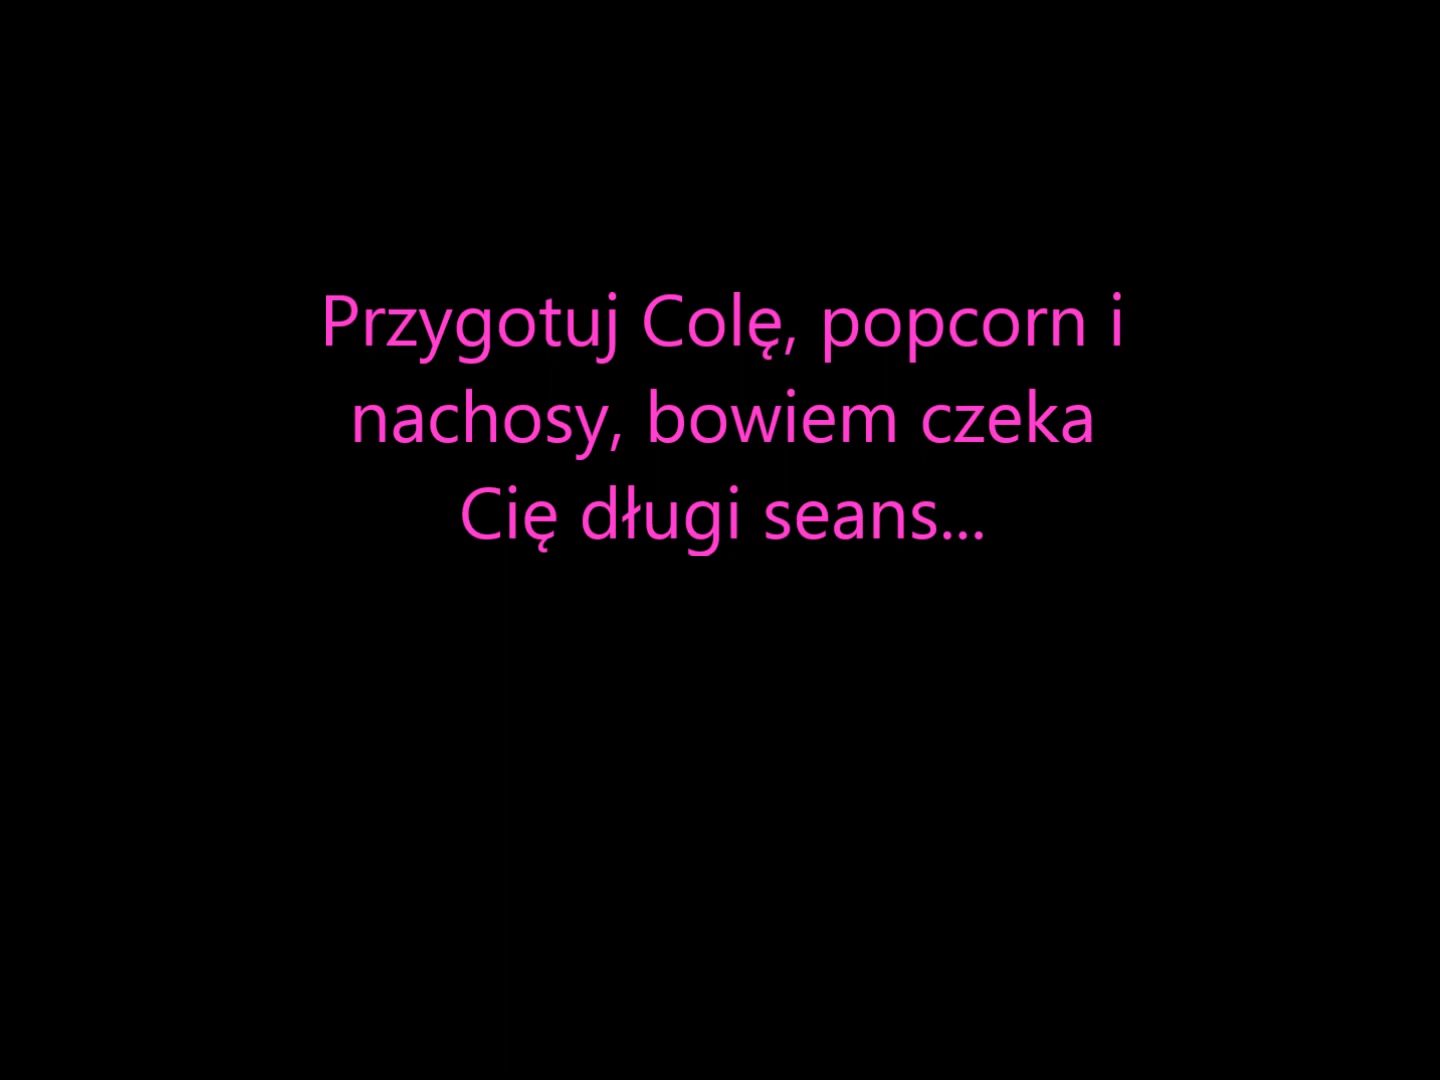 Przygotuj Colę, popcorn i
nachosy, bowiem czeka
Cię długi seans...